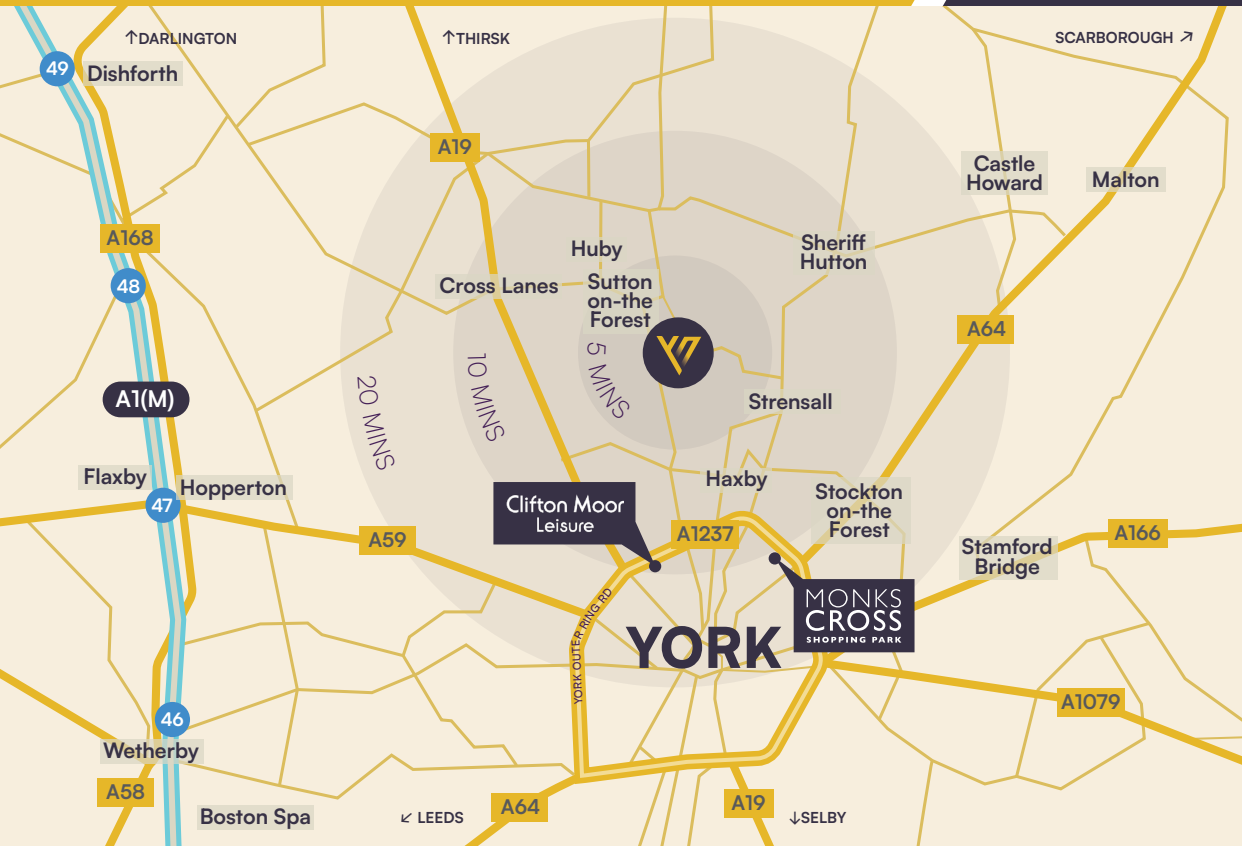 ↑DARLINGTON
↑THIRSK
SCARBOROUGH ↗
49
Dishforth
A19
Castle
Howard
Malton
A168
Huby
Sheriff
Hutton
48
Cross Lanes
Sutton
on-the
Forest
A64
5 MINS
10 MINS
20 MINS
A1(M)
Strensall
Flaxby
Hopperton
47
Haxby
Clifton Moor
Leisure
Stockton
on-the
Forest
A59
A1237
A166
Stamford
Bridge
MONKS
CROSS
SHOPPING PARK
YORK OUTER RING RD
YORK
A1079
46
Wetherby
A58
Boston Spa
↙ LEEDS
A64
A19
↓SELBY